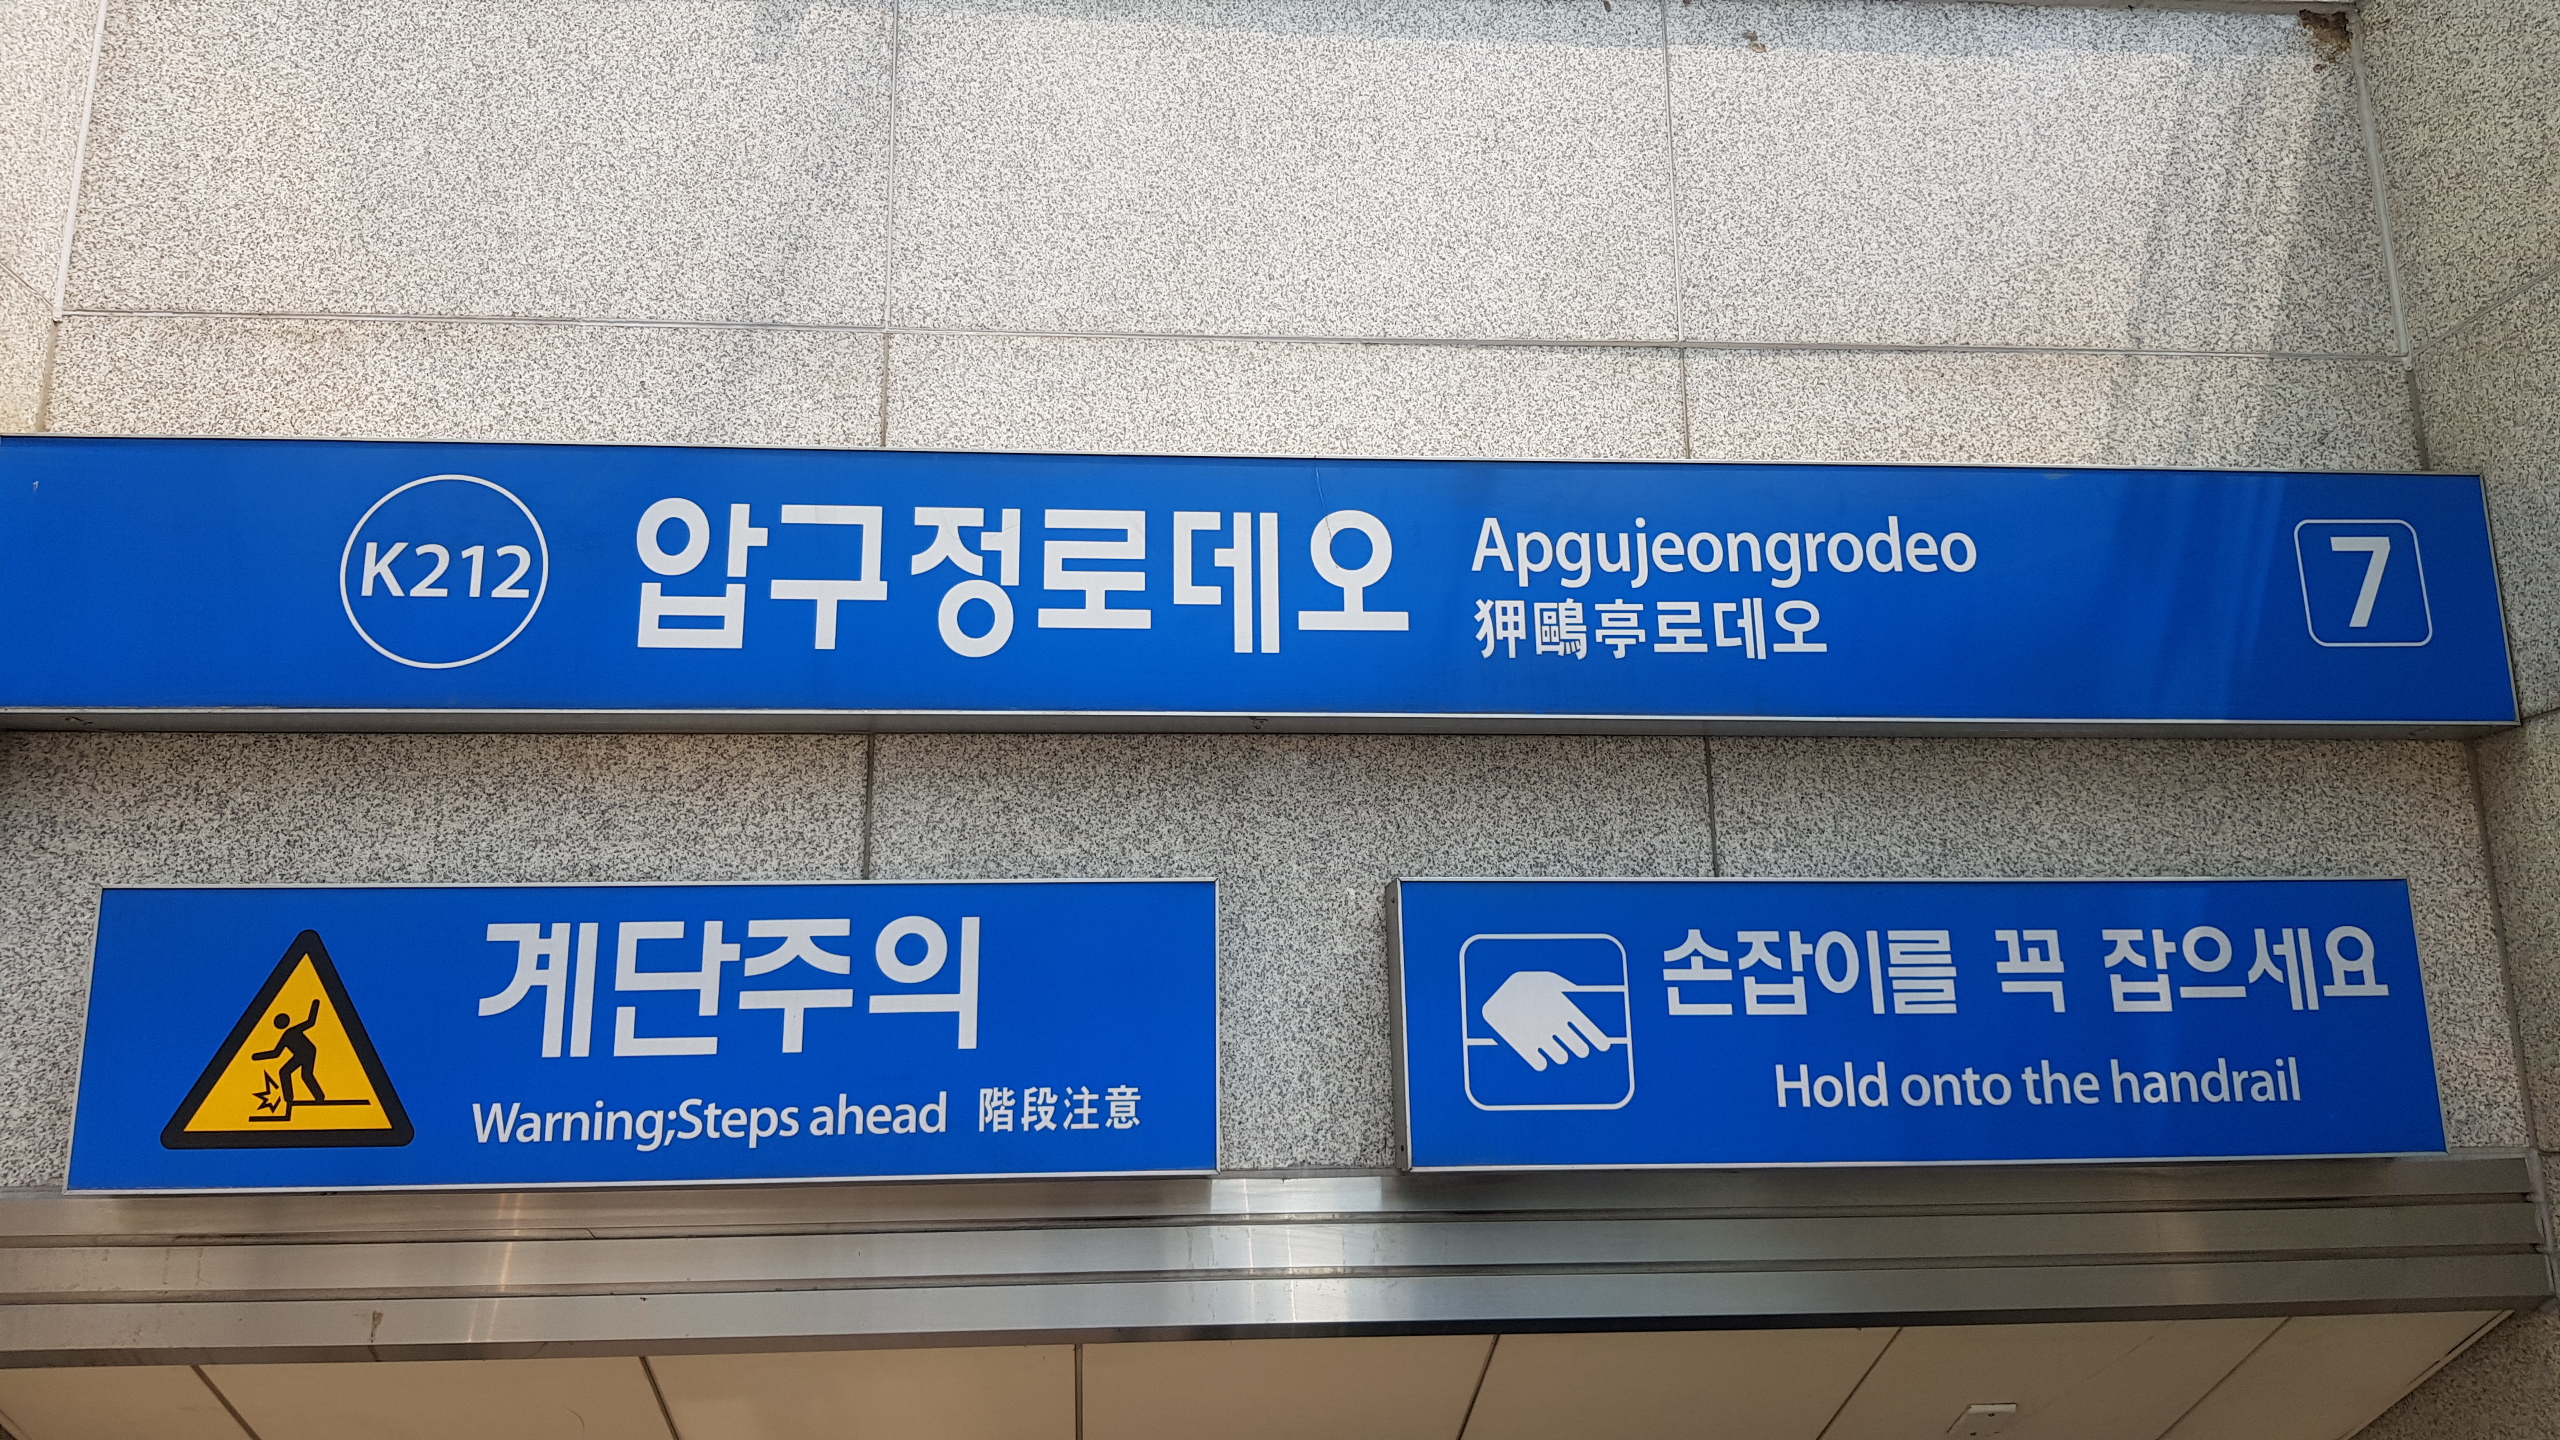 K212 압구정로데오 Apgujeongrodeo 7
狎鷗亭로데오
계단주의
Warning;Steps ahead 階段注意
손잡이를 꼭 잡으세요
Hold onto the handrail